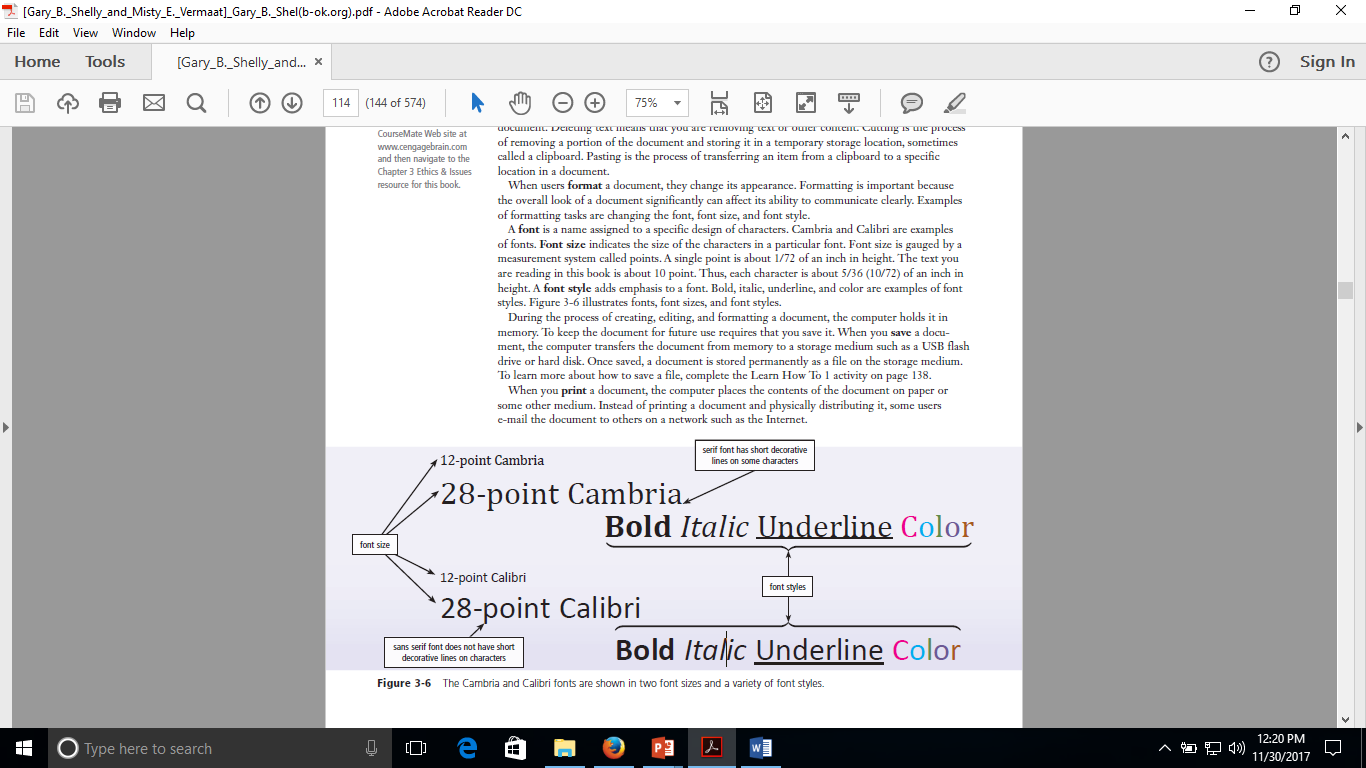 [Gary_B._Shelly_and_Misty_E._Vermaat]_Gary_B._Shel(b-ok.org).pdf - Adobe Acrobat Reader DC
File Edit View Window Help
Home Tools [Gary_B._Shelly_and... × Sign In
114 (144 of 574) 75%
CourseMate Web site at
www.cengagebrain.com
and then navigate to the
Chapter 3 Ethics & Issues
resource for this book.
document. Deleting text means that you are removing text or other content. Cutting is the process
of removing a portion of the document and storing it in a temporary storage location, sometimes
called a clipboard. Pasting is the process of transferring an item from a clipboard to a specific
location in a document.
When users format a document, they change its appearance. Formatting is important because
the overall look of a document significantly can affect its ability to communicate clearly. Examples
of formatting tasks are changing the font, font size, and font style.
A font is a name assigned to a specific design of characters. Cambria and Calibri are examples
of fonts. Font size indicates the size of the characters in a particular font. Font size is gauged by a
measurement system called points. A single point is about 1/72 of an inch in height. The text you
are reading in this book is about 10 point. Thus, each character is about 5/36 (10/72) of an inch in
height. A font style adds emphasis to a font. Bold, italic, underline, and color are examples of font
styles. Figure 3-6 illustrates fonts, font sizes, and font styles.
During the process of creating, editing, and formatting a document, the computer holds it in
memory. To keep the document for future use requires that you save it. When you save a docu-
ment, the computer transfers the document from memory to a storage medium such as a USB flash
drive or hard disk. Once saved, a document is stored permanently as a file on the storage medium.
To learn more about how to save a file, complete the Learn How To 1 activity on page 138.
When you print a document, the computer places the contents of the document on paper or
some other medium. Instead of printing a document and physically distributing it, some users
e-mail the document to others on a network such as the Internet.
serif font has short decorative
lines on some characters
12-point Cambria
28-point Cambria
Bold Italic Underline Color
font size
12-point Calibri
font styles
28-point Calibri
sans serif font does not have short
decorative lines on characters
Bold Italic Underline Color
Figure 3-6 The Cambria and Calibri fonts are shown in two font sizes and a variety of font styles.
Type here to search
12:20 PM
11/30/2017